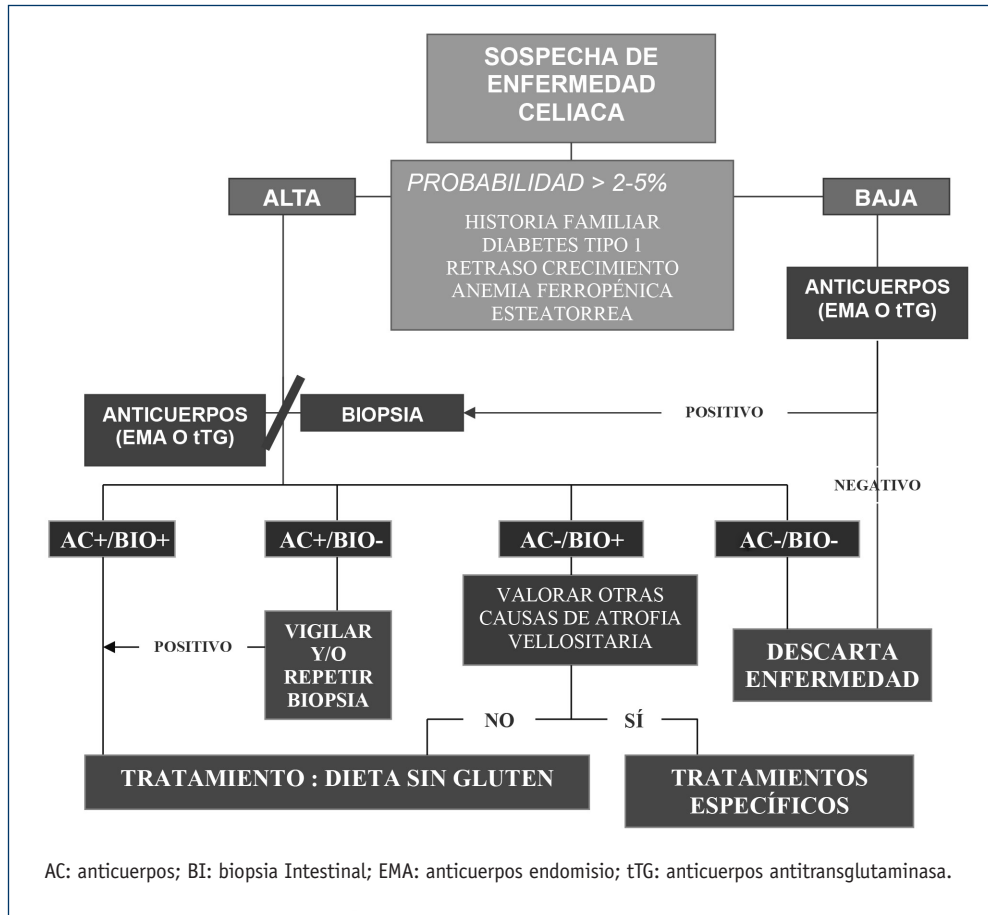 SOSPECHA DE
ENFERMEDAD
CELIACA
PROBABILIDAD > 2-5%
HISTORIA FAMILIAR
DIABETES TIPO 1
RETRASO CRECIMIENTO
ANEMIA FERROPÉNICA
ESTEATORREA
ALTA
BAJA
ANTICUERPOS
(EMA O tTG)
ANTICUERPOS
(EMA O tTG)
BIOPSIA
POSITIVO
NEGATIVO
AC+/BIO+
AC+/BIO-
AC-/BIO+
AC-/BIO-
POSITIVO
VIGILAR
Y/O
REPETIR
BIOPSIA
VALORAR OTRAS
CAUSAS DE ATROFIA
VELLOSITARIA
DESCARTA
ENFERMEDAD
NO
SÍ
TRATAMIENTO : DIETA SIN GLUTEN
TRATAMIENTOS
ESPECÍFICOS
AC: anticuerpos; BI: biopsia Intestinal; EMA: anticuerpos endomisio; tTG: anticuerpos antitransglutaminasa.